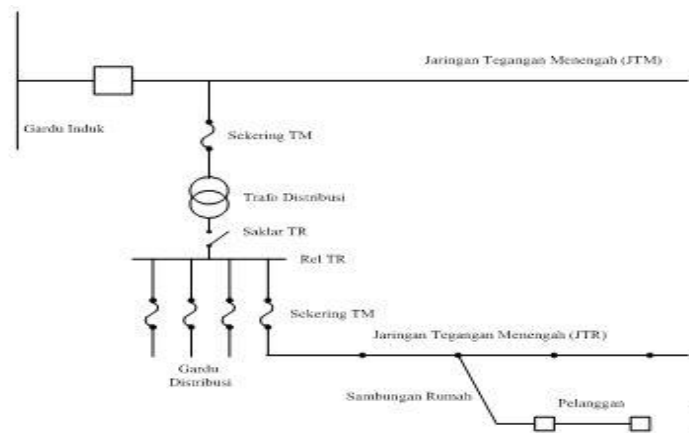 Jaringan Tegangan Menengah (JTM)
Gardu Induk
Sekering TM
Trafo Distribusi
Saklar TR
Rel TR
Sekering TM
Jaringan Tegangan Menengah (JTR)
Gardu
Distribusi
Sambungan Rumah
Pelanggan